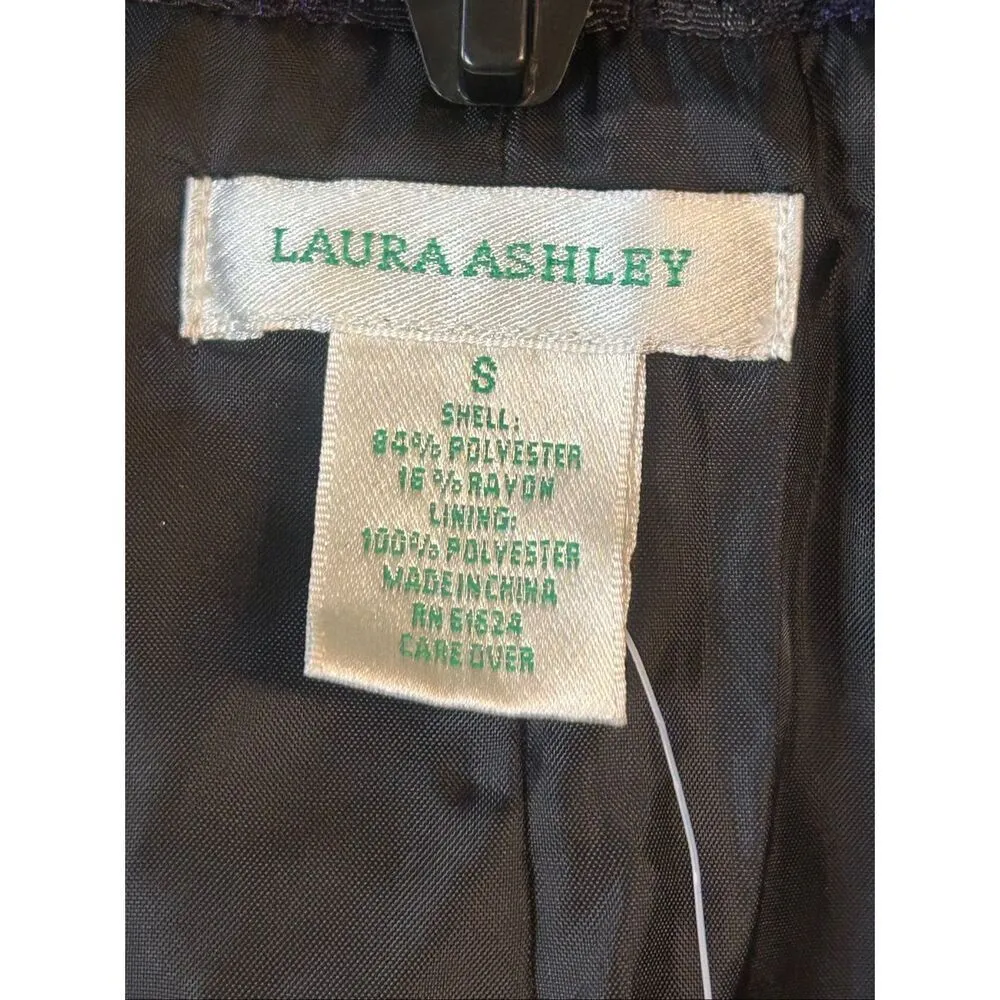 LAURA ASHLEY
S
SHELL:
84% POLYESTER
16% RAYON
LINING:
100% POLYESTER
MADE IN CHINA
RN 61624
CARE OVER